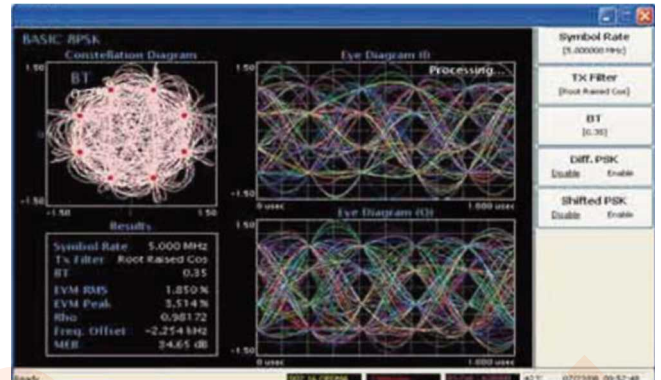 BASIC 8PSK
Constellation Diagram
1.50
BT
-1.50
-1.50
1.50
Eye Diagram (I)
1.50
Processing...
-1.50
0 usec
1.000 usec
Eye Diagram (Q)
-1.50
0 usec
1.000 usec
Results
Symbol Rate 5.000 MHz
Tx Filter Root Raised Cos
BT 0.35
EVM RMS 1.850 %
EVM Peak 3.514 %
Rho 0.98172
Freq. Offset -2.254 kHz
MER 34.65 dB
Symbol Rate
[5.000000 MHz]
TX Filter
[Root Raised Cos]
BT
[0.35]
Diff. PSK
Disable Enable
Shifted PSK
Disable Enable
Ready